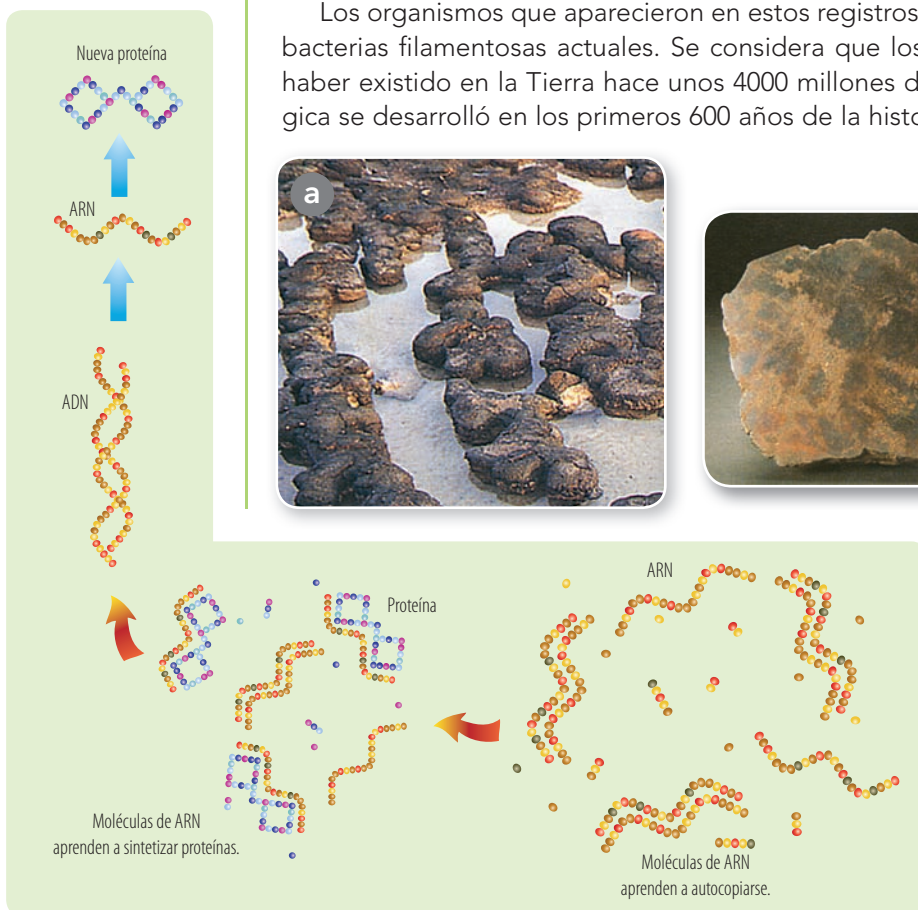 Los organismos que aparecieron en estos registros
bacterias filamentosas actuales. Se considera que los
haber existido en la Tierra hace unos 4000 millones d
gica se desarrolló en los primeros 600 años de la histo
a
Nueva proteína
ARN
ADN
Proteína
ARN
Moléculas de ARN
aprenden a sintetizar proteínas.
Moléculas de ARN
aprenden a autocopiarse.